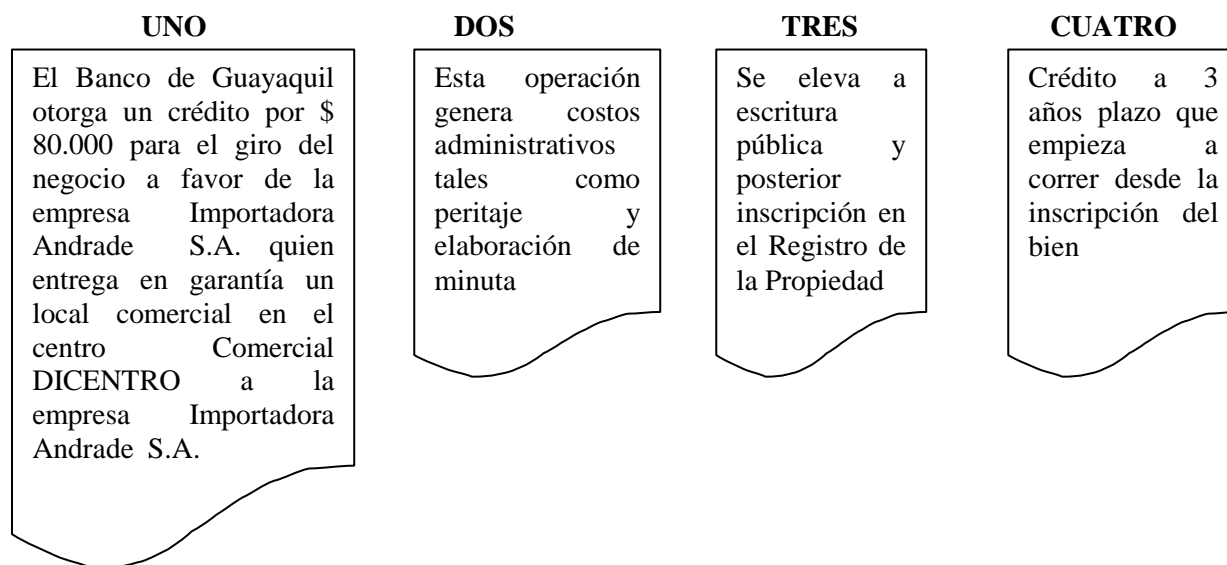 UNO
El Banco de Guayaquil
otorga un crédito por $
80.000 para el giro del
negocio a favor de la
empresa Importadora
Andrade S.A. quien
entrega en garantía un
local comercial en el
centro Comercial
DICENTRO a la
empresa Importadora
Andrade S.A.
DOS
Esta operación
genera costos
administrativos
tales como
peritaje y
elaboración de
minuta
TRES
Se eleva a
escritura
pública y
posterior
inscripción en
el Registro de
la Propiedad
CUATRO
Crédito a 3
años plazo que
empieza a
correr desde la
inscripción del
bien